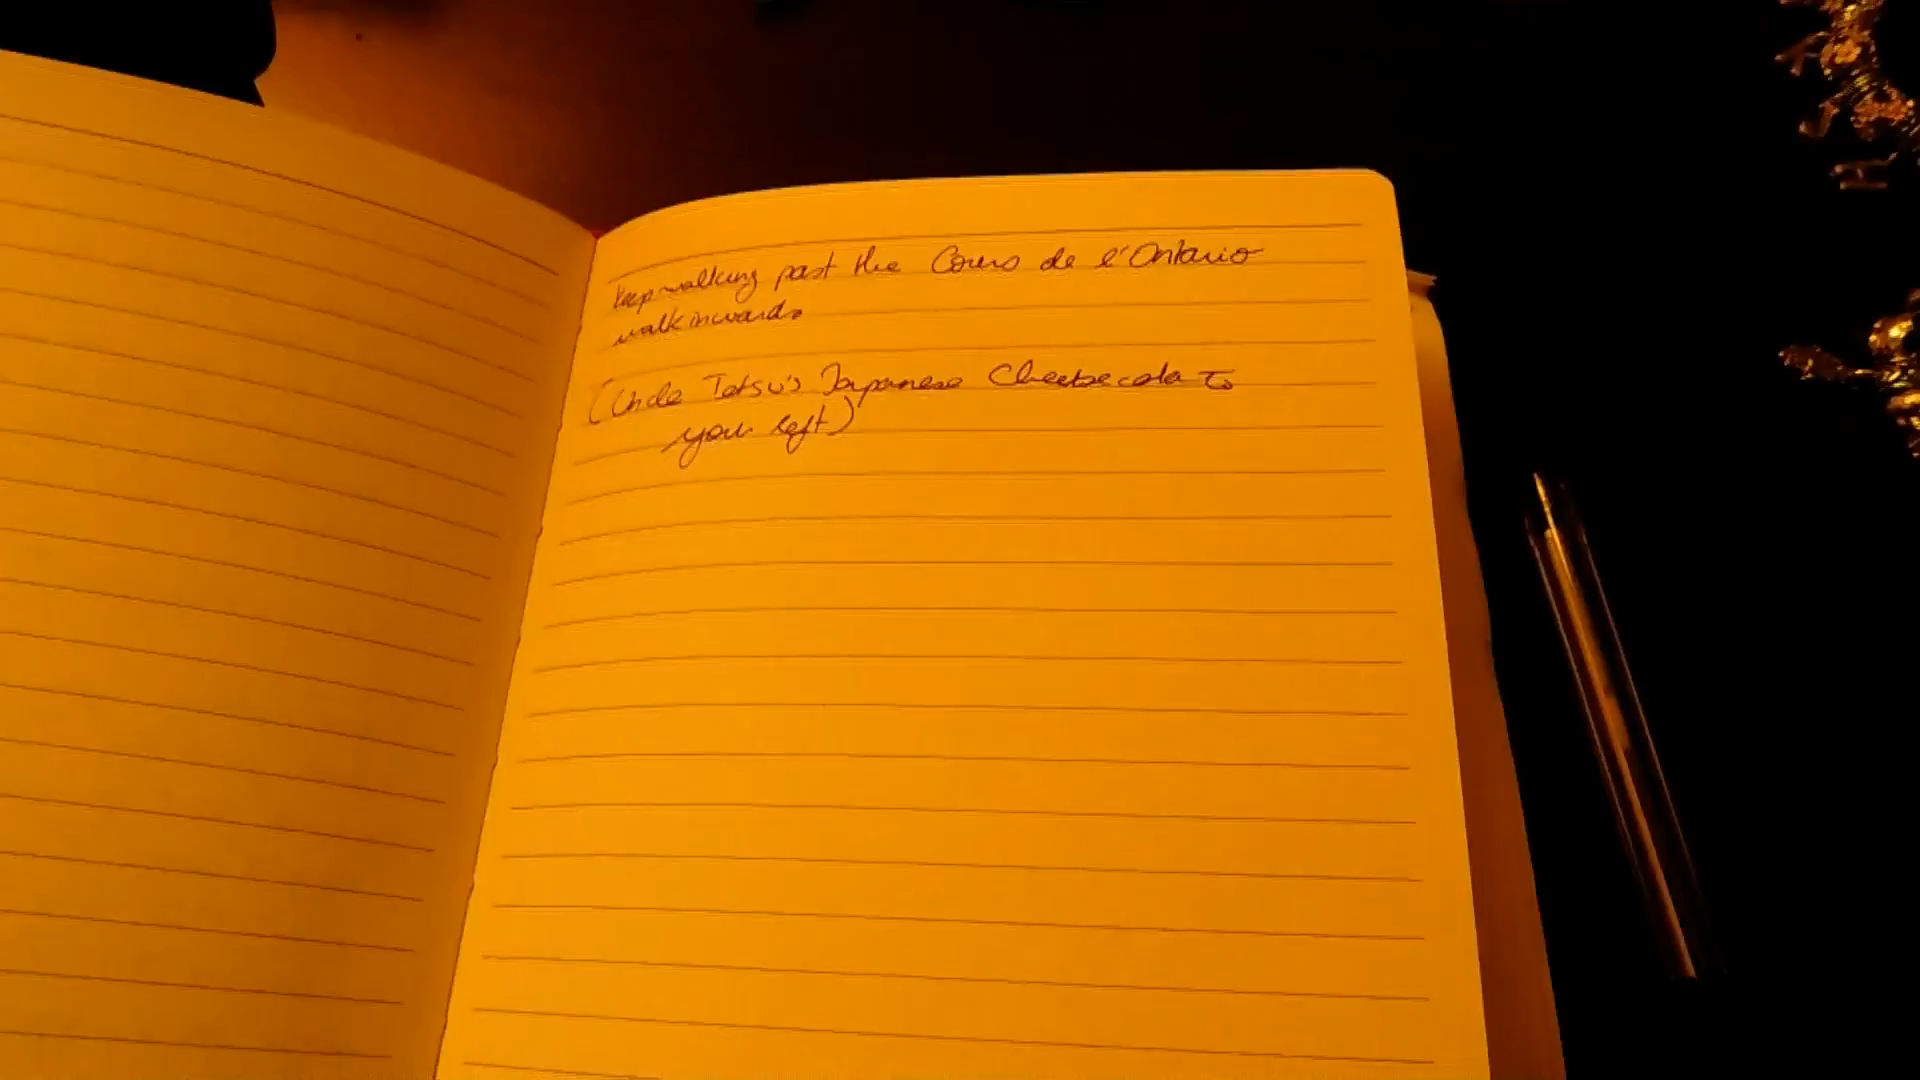 Keep walking past the Cours de l'Ontario
walk inwards
(Uncle Tetsu's Japanese Cheesecake to
your left)